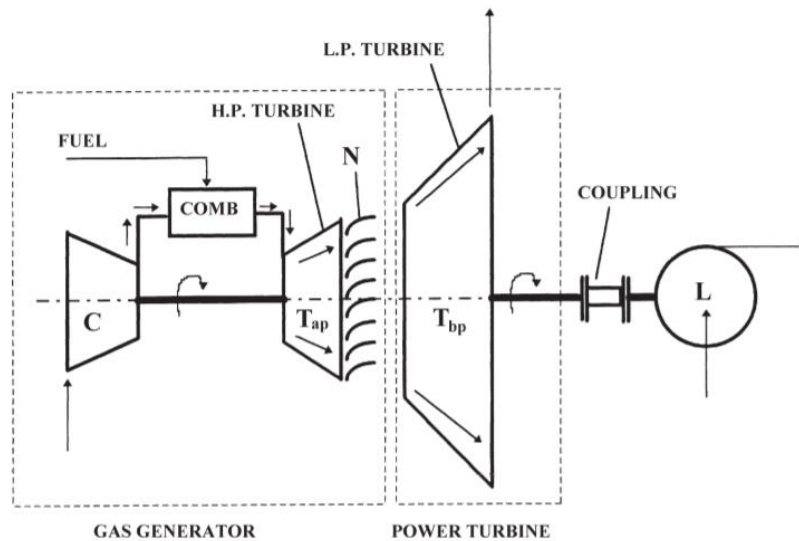 L.P. TURBINE
H.P. TURBINE
FUEL
N
COMB
COUPLING
C
Tap
Tbp
L
GAS GENERATOR
POWER TURBINE